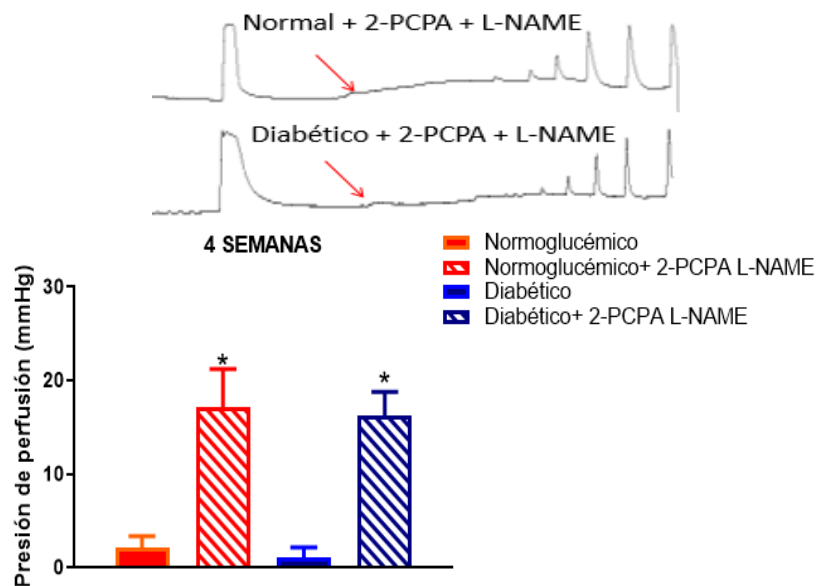 Normal + 2-PCPA + L-NAME
Diabético + 2-PCPA + L-NAME
4 SEMANAS
Normoglucémico
Normoglucémico+ 2-PCPA L-NAME
Diabético
Diabético+ 2-PCPA L-NAME
Presión de perfusión (mmHg)
30
20
10
0
*
*